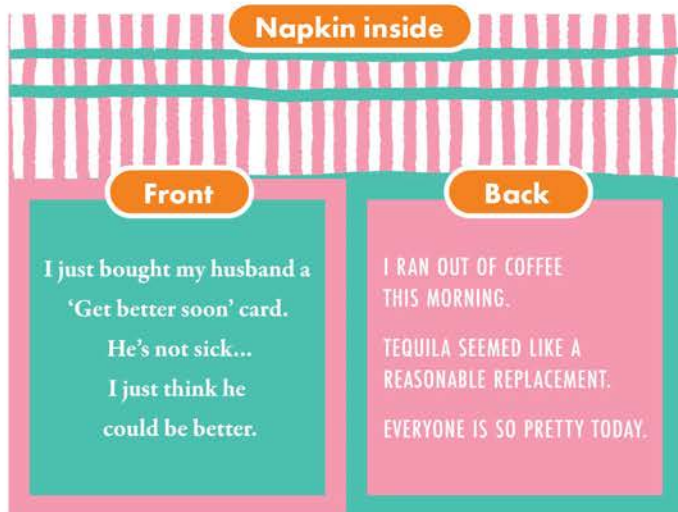 Napkin inside
Front
I just bought my husband a
‘Get better soon’ card.
He’s not sick...
I just think he
could be better.
Back
I RAN OUT OF COFFEE
THIS MORNING.
TEQUILA SEEMED LIKE A
REASONABLE REPLACEMENT.
EVERYONE IS SO PRETTY TODAY.